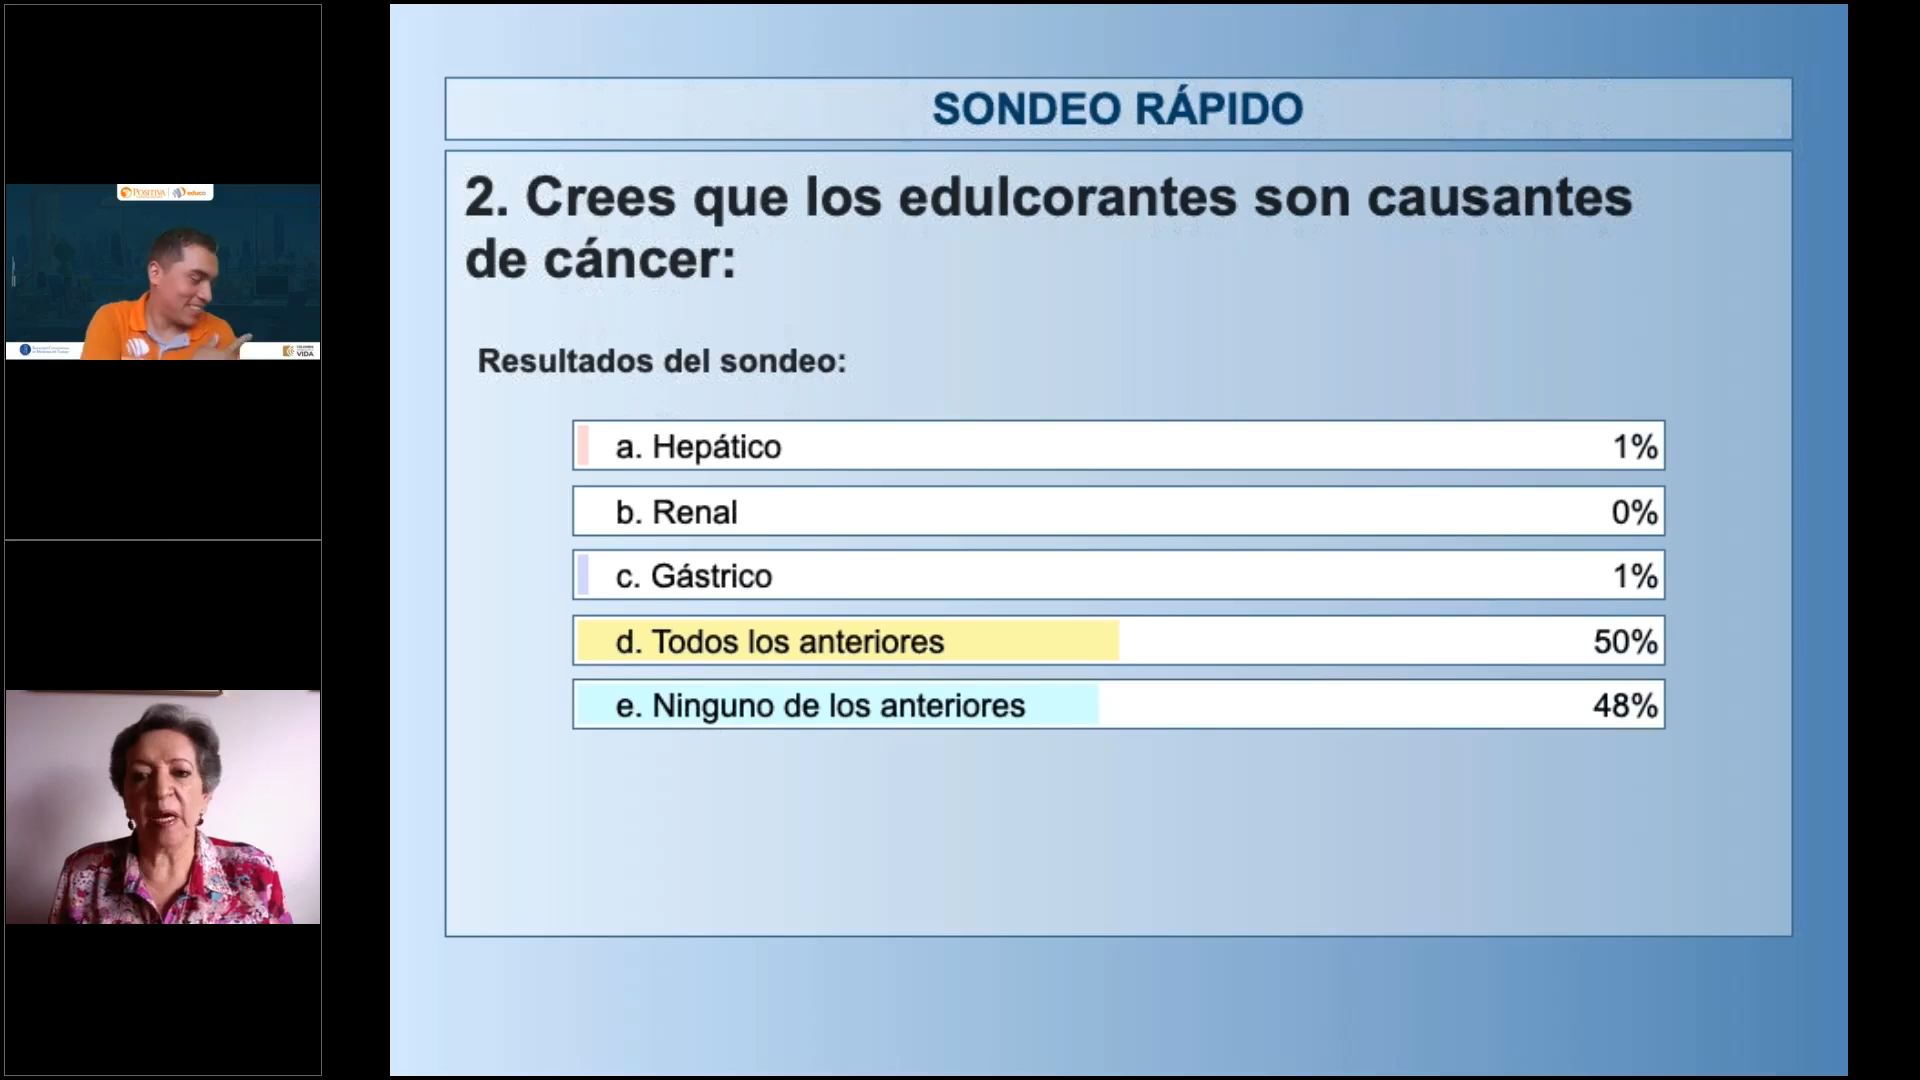 POSITIVA
educa
VIDA
SONDEO RÁPIDO
2. Crees que los edulcorantes son causantes
de cáncer:
Resultados del sondeo:
a. Hepático 1%
b. Renal 0%
c. Gástrico 1%
d. Todos los anteriores 50%
e. Ninguno de los anteriores 48%